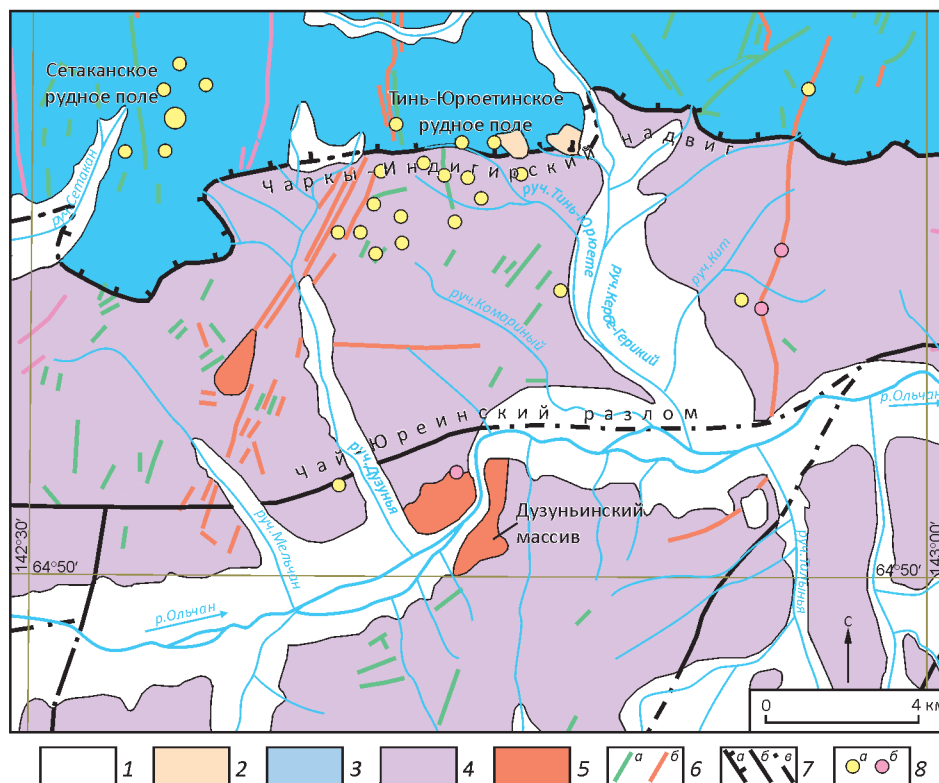 Сетаканское
рудное поле
Тинь-Юрюетинское
рудное поле
Чаркы-Индигирский надвиг
руч.Сетакан
руч.Тинь-Юрюете
руч.Кит
руч.Керба-Герикий
руч.Комориный
р.Ольчан
Чай-Юреинский разлом
руч.Дузунья
Дузуньинский
массив
руч.Мельчан
142°30′
64°50′
64°50′
143°00′
р.Ольчан
С
0 4 км
1 2 3 4 5 а б 6 а б в 7 а б 8